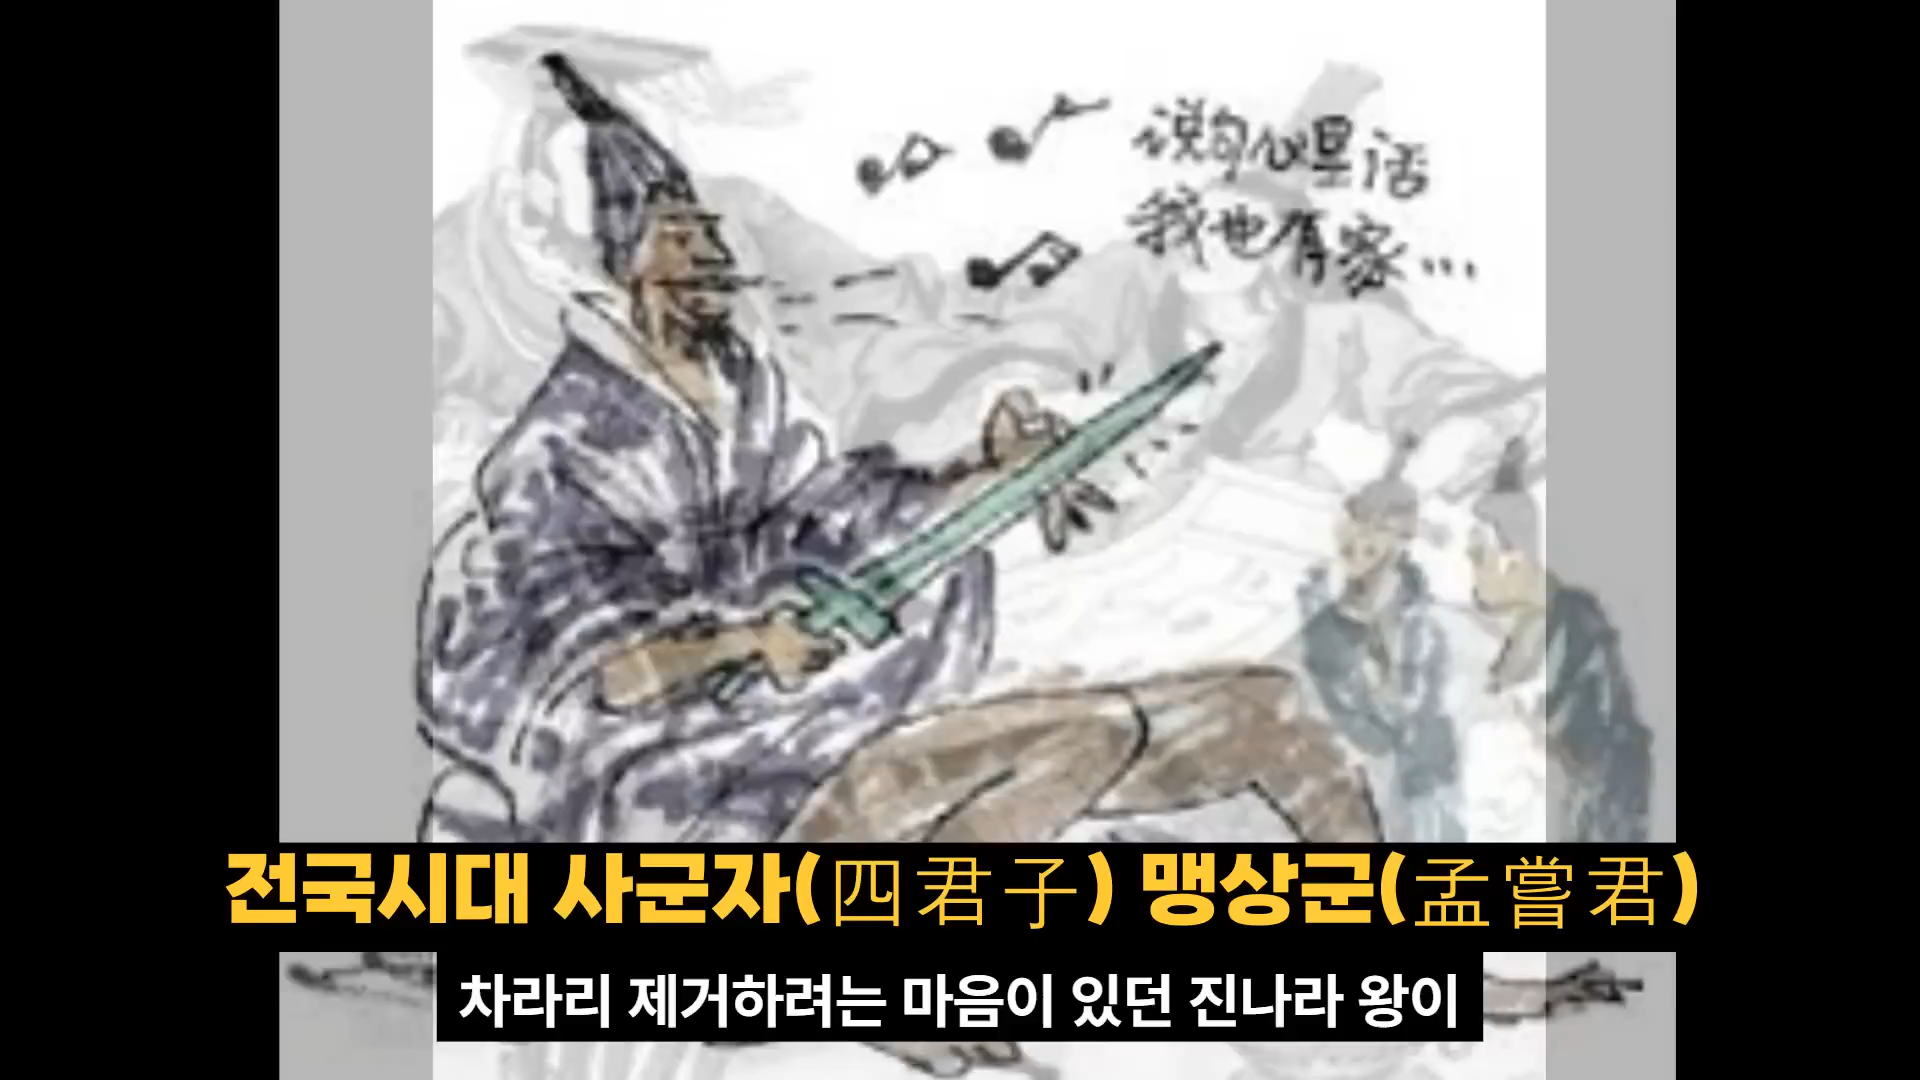 说句心里话
我也有家...
전국시대 사군자(四君子) 맹상군(孟嘗君)
차라리 제거하려는 마음이 있던 진나라 왕이